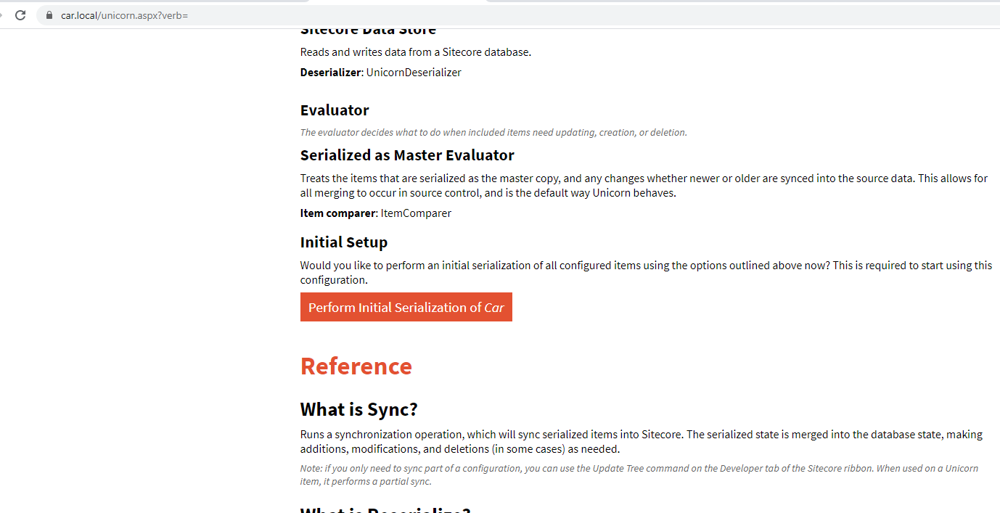 car.local/unicorn.aspx?verb=
Sitecore Data Store
Reads and writes data from a Sitecore database.
Deserializer: UnicornDeserializer
Evaluator
The evaluator decides what to do when included items need updating, creation, or deletion.
Serialized as Master Evaluator
Treats the items that are serialized as the master copy, and any changes whether newer or older are synced into the source data. This allows for
all merging to occur in source control, and is the default way Unicorn behaves.
Item comparer: ItemComparer
Initial Setup
Would you like to perform an initial serialization of all configured items using the options outlined above now? This is required to start using this
configuration.
Perform Initial Serialization of Car
Reference
What is Sync?
Runs a synchronization operation, which will sync serialized items into Sitecore. The serialized state is merged into the database state, making
additions, modifications, and deletions (in some cases) as needed.
Note: if you only need to sync part of a configuration, you can use the Update Tree command on the Developer tab of the Sitecore ribbon. When used on a Unicorn
item, it performs a partial sync.
What is Deserialize?